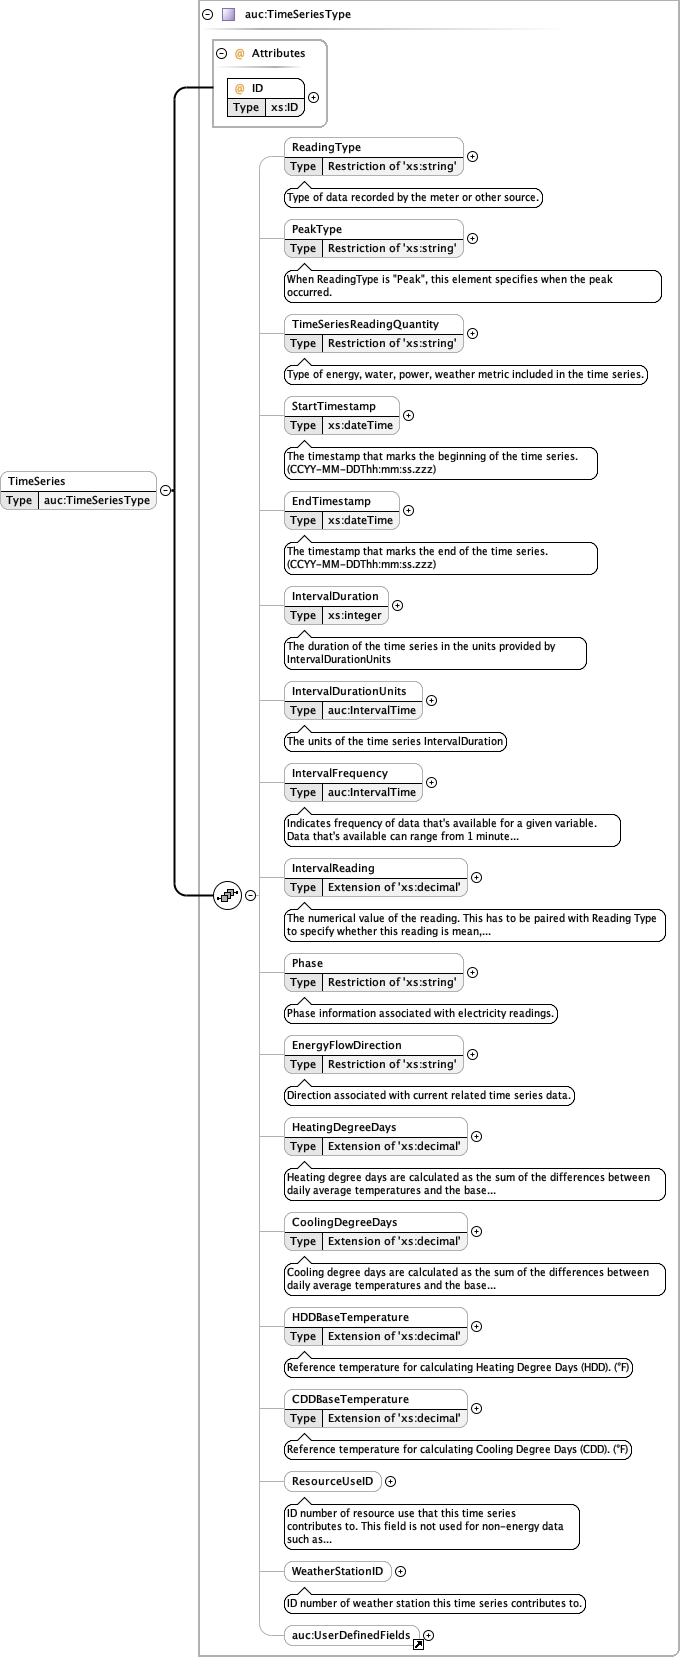 auc:TimeSeriesType
@ Attributes
@ ID
Type xs:ID
ReadingType
Type Restriction of 'xs:string'
Type of data recorded by the meter or other source.
PeakType
Type Restriction of 'xs:string'
When ReadingType is "Peak", this element specifies when the peak
occurred.
TimeSeriesReadingQuantity
Type Restriction of 'xs:string'
Type of energy, water, power, weather metric included in the time series.
StartTimestamp
Type xs:dateTime
The timestamp that marks the beginning of the time series.
(CCYY-MM-DDThh:mm:ss.zzz)
TimeSeries
Type auc:TimeSeriesType
EndTimestamp
Type xs:dateTime
The timestamp that marks the end of the time series.
(CCYY-MM-DDThh:mm:ss.zzz)
IntervalDuration
Type xs:integer
The duration of the time series in the units provided by
IntervalDurationUnits
IntervalDurationUnits
Type auc:IntervalTime
The units of the time series IntervalDuration
IntervalFrequency
Type auc:IntervalTime
Indicates frequency of data that's available for a given variable.
Data that's available can range from 1 minute...
IntervalReading
Type Extension of 'xs:decimal'
The numerical value of the reading. This has to be paired with Reading Type
to specify whether this reading is mean,...
Phase
Type Restriction of 'xs:string'
Phase information associated with electricity readings.
EnergyFlowDirection
Type Restriction of 'xs:string'
Direction associated with current related time series data.
HeatingDegreeDays
Type Extension of 'xs:decimal'
Heating degree days are calculated as the sum of the differences between
daily average temperatures and the base...
CoolingDegreeDays
Type Extension of 'xs:decimal'
Cooling degree days are calculated as the sum of the differences between
daily average temperatures and the base...
HDDBaseTemperature
Type Extension of 'xs:decimal'
Reference temperature for calculating Heating Degree Days (HDD). (°F)
CDDBaseTemperature
Type Extension of 'xs:decimal'
Reference temperature for calculating Cooling Degree Days (CDD). (°F)
ResourceUseID
ID number of resource use that this time series
contributes to. This field is not used for non-energy data
such as...
WeatherStationID
ID number of weather station this time series contributes to.
auc:UserDefinedFields